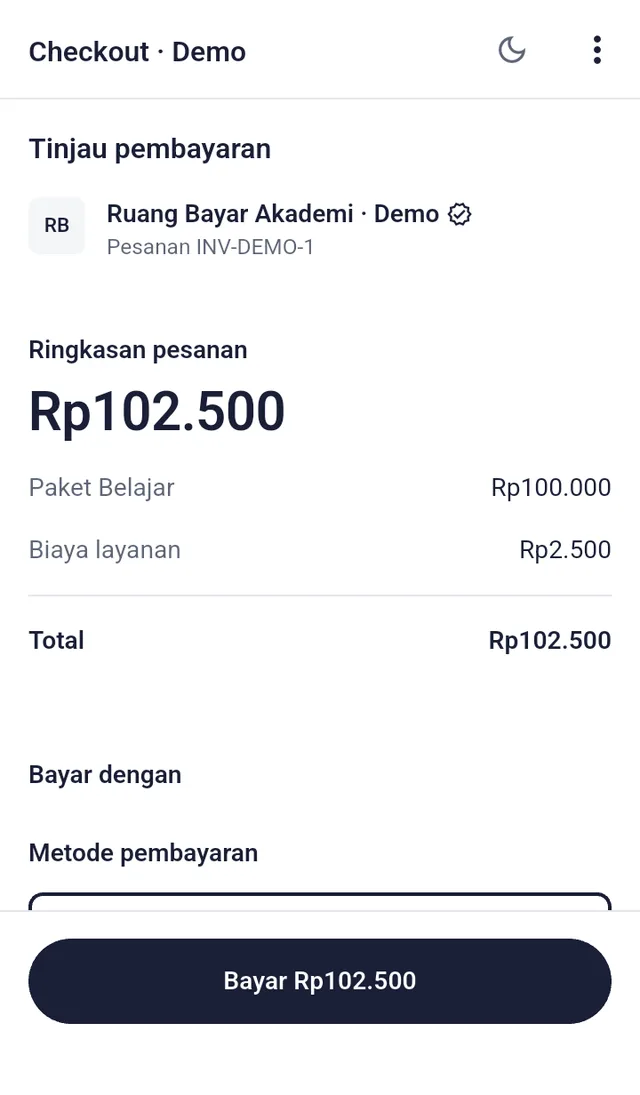 Checkout · Demo
Tinjau pembayaran
RB
Ruang Bayar Akademi · Demo
Pesanan INV-DEMO-1
Ringkasan pesanan
Rp102.500
Paket Belajar Rp100.000
Biaya layanan Rp2.500
Total Rp102.500
Bayar dengan
Metode pembayaran
Bayar Rp102.500